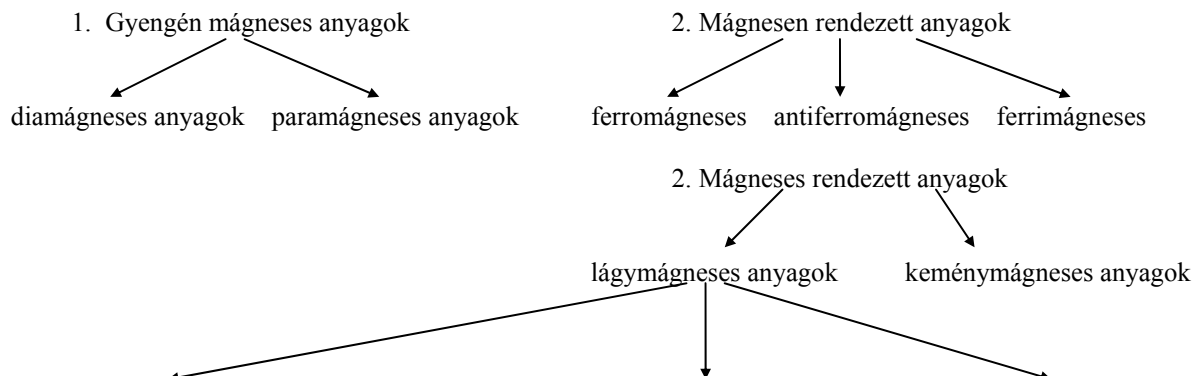 1. Gyengén mágneses anyagok 2. Mágnesen rendezett anyagok
diamágneses anyagok paramágneses anyagok ferromágneses antiferromágneses ferrimágneses
2. Mágneses rendezett anyagok
lágymágneses anyagok keménymágneses anyagok